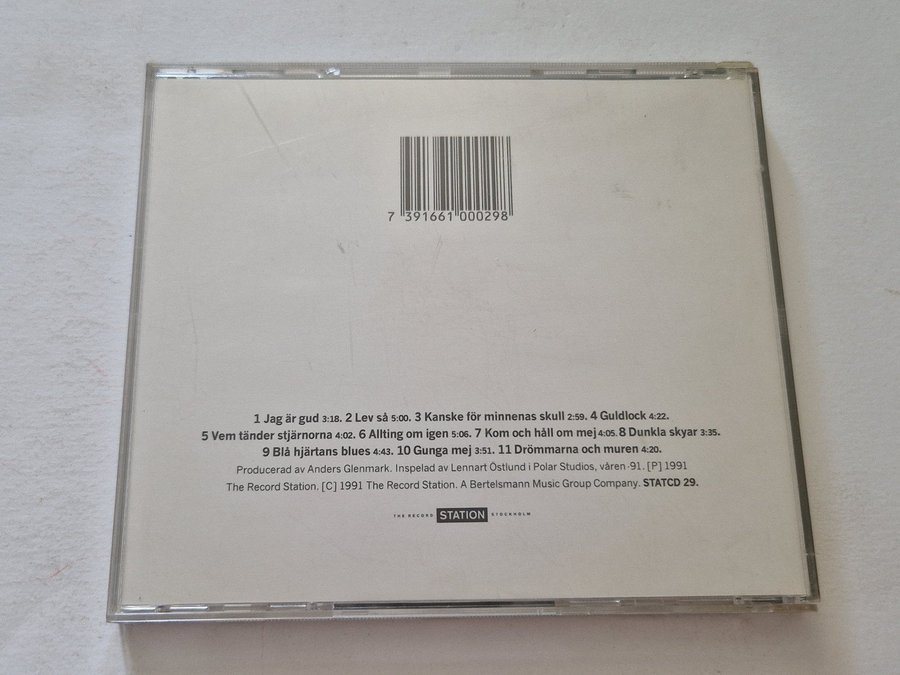 7 391661 000298
1 Jag är gud 3:18. 2 Lev så 5:00. 3 Kanske för minnenas skull 2:59. 4 Guldlock 4:22.
5 Vem tänder stjärnorna 4:02. 6 Allting om igen 5:06. 7 Kom och håll om mej 4:05. 8 Dunkla skyar 3:35.
9 Blå hjärtans blues 4:43. 10 Gunga mej 3:51. 11 Drömmarna och muren 4:20.
Producerad av Anders Glenmark. Inspelad av Lennart Östlund i Polar Studios, våren -91. [P] 1991
The Record Station. [C] 1991 The Record Station. A Bertelsmann Music Group Company. STATCD 29.
THE RECORD STATION STOCKHOLM